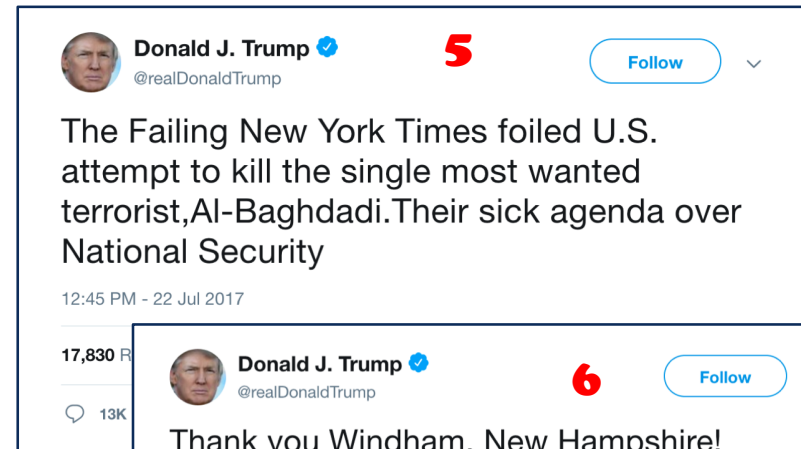 Donald J. Trump
5
Follow
@realDonaldTrump
The Failing New York Times foiled U.S.
attempt to kill the single most wanted
terrorist,Al-Baghdadi.Their sick agenda over
National Security
12:45 PM - 22 Jul 2017
17,830 R
13K
Donald J. Trump
6
Follow
@realDonaldTrump
Thank you Windham, New Hampshire!